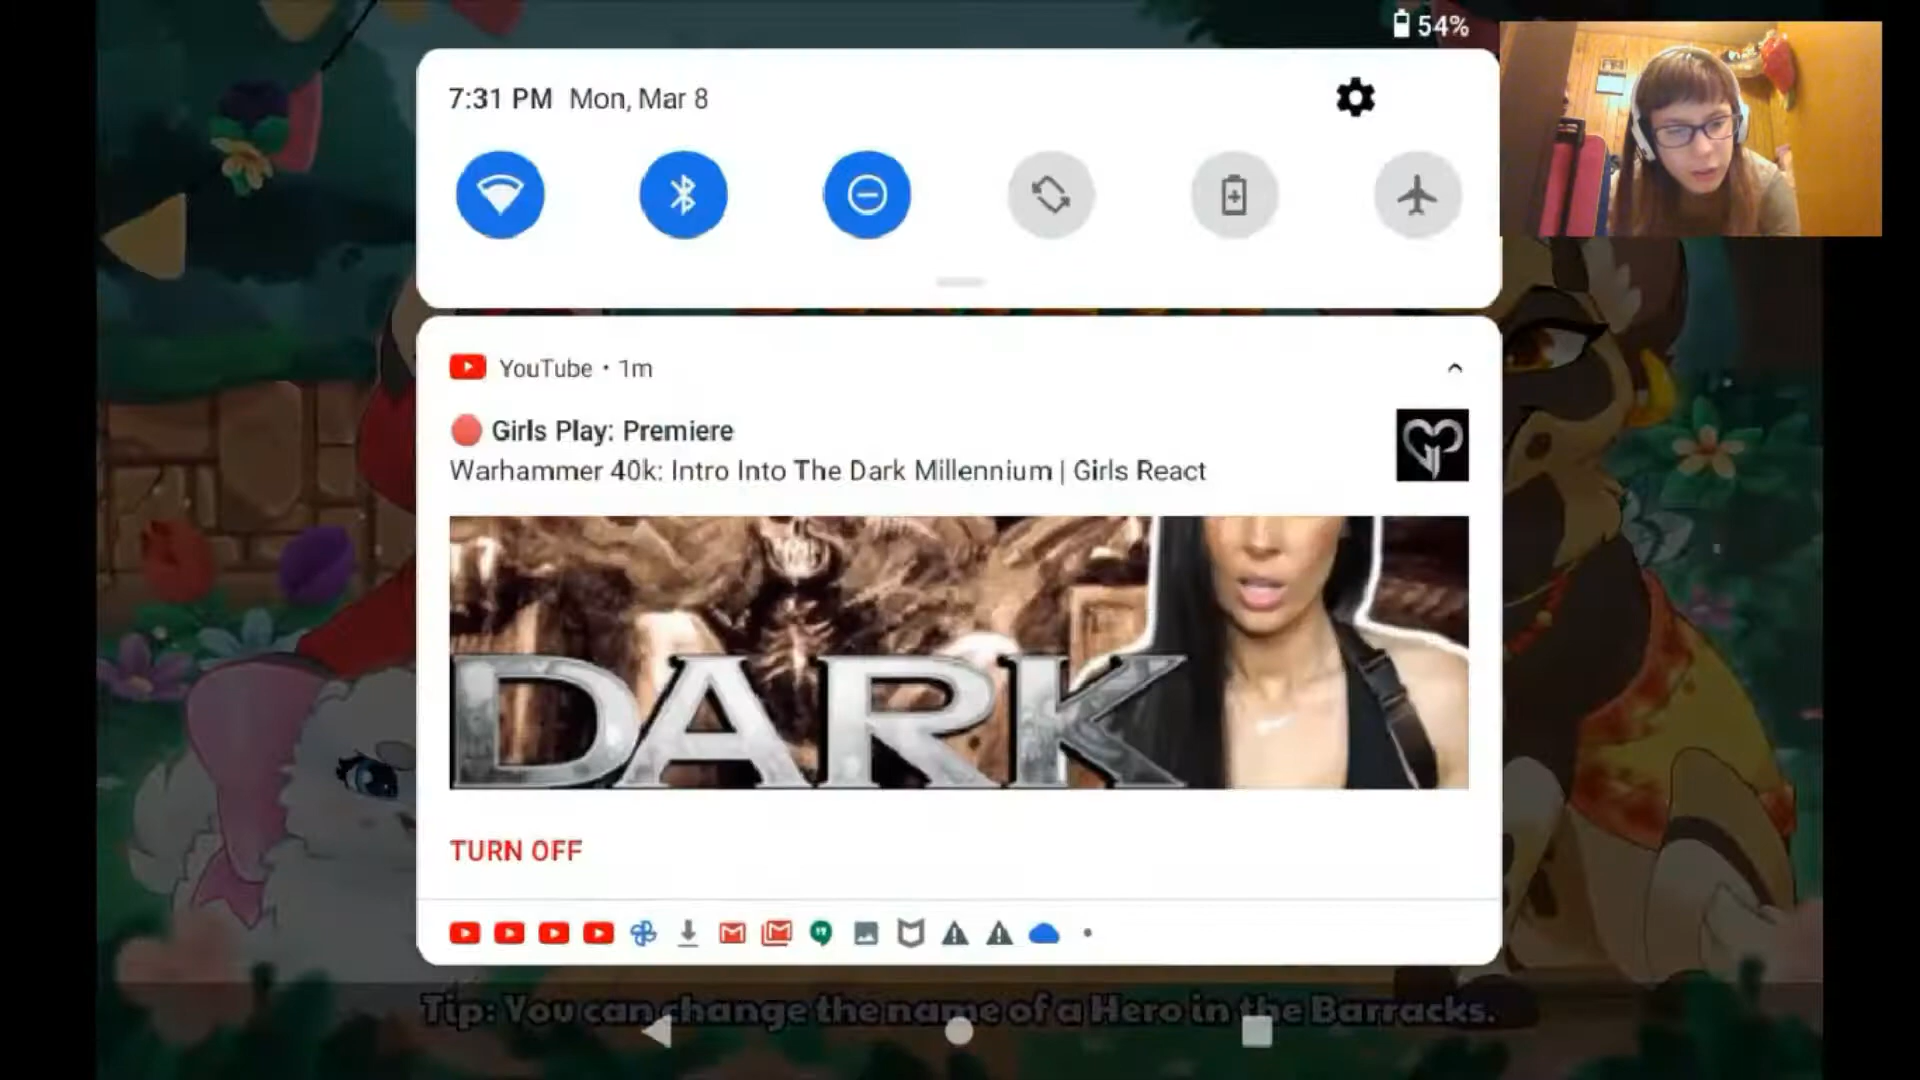 54%
7:31 PM Mon, Mar 8
YouTube • 1m
Girls Play: Premiere
Warhammer 40k: Intro Into The Dark Millennium | Girls React
DARK
TURN OFF
Tip: You can change the name of a Hero in the Barracks.